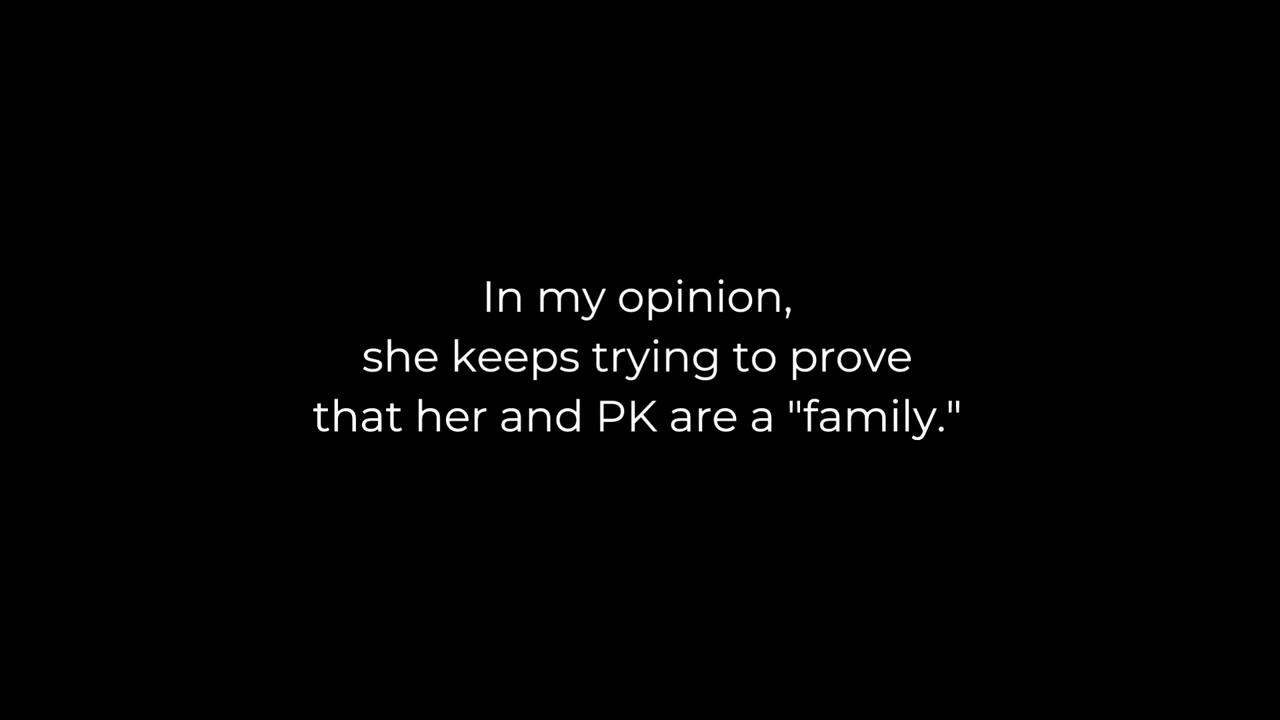 In my opinion,
she keeps trying to prove
that her and PK are a "family."